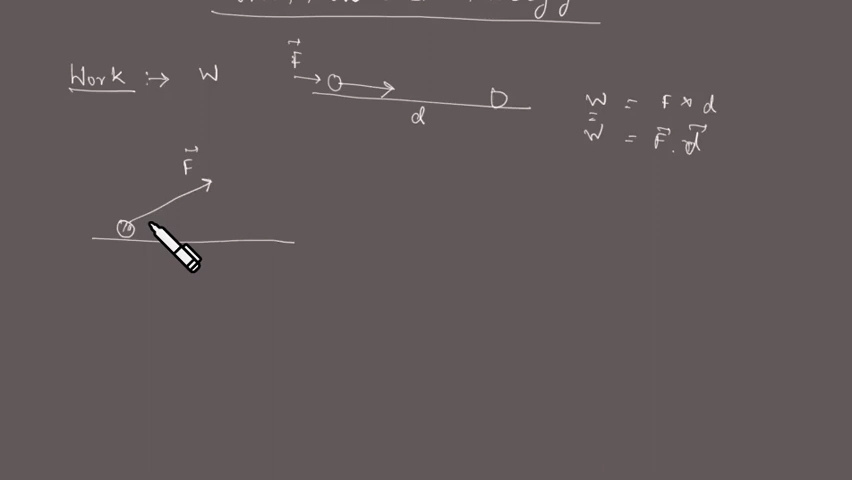 Work :→ W
F⃗
d
W = F × d
W = F⃗ . d⃗
F⃗